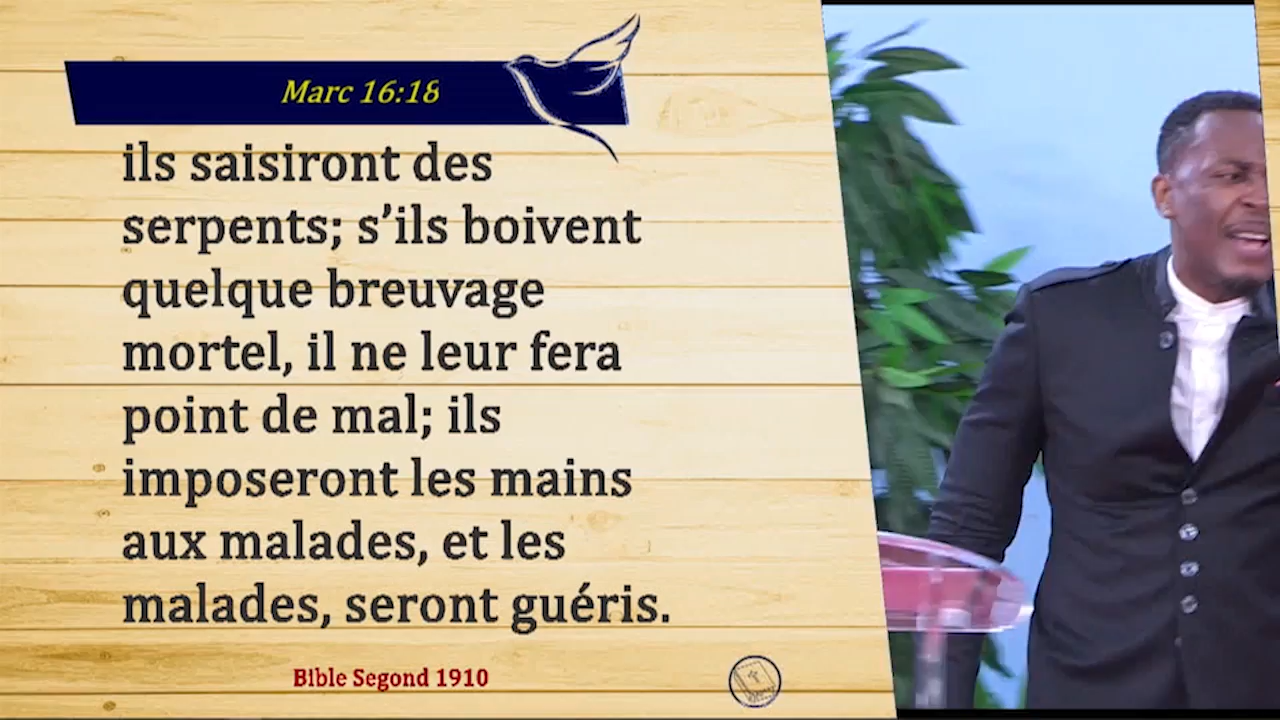 Marc 16:18
ils saisiront des
serpents; s’ils boivent
quelque breuvage
mortel, il ne leur fera
point de mal; ils
imposeront les mains
aux malades, et les
malades, seront guéris.
Bible Segond 1910